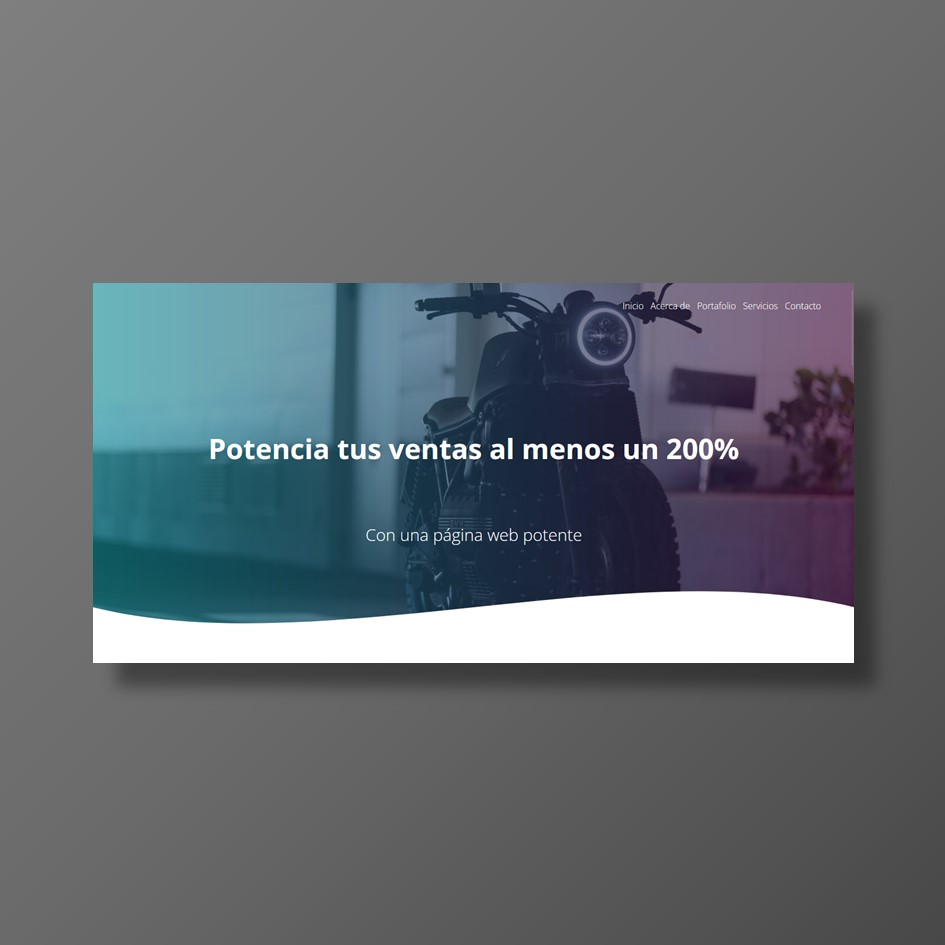 Inicio Acerca de Portafolio Servicios Contacto
Potencia tus ventas al menos un 200%
Con una página web potente